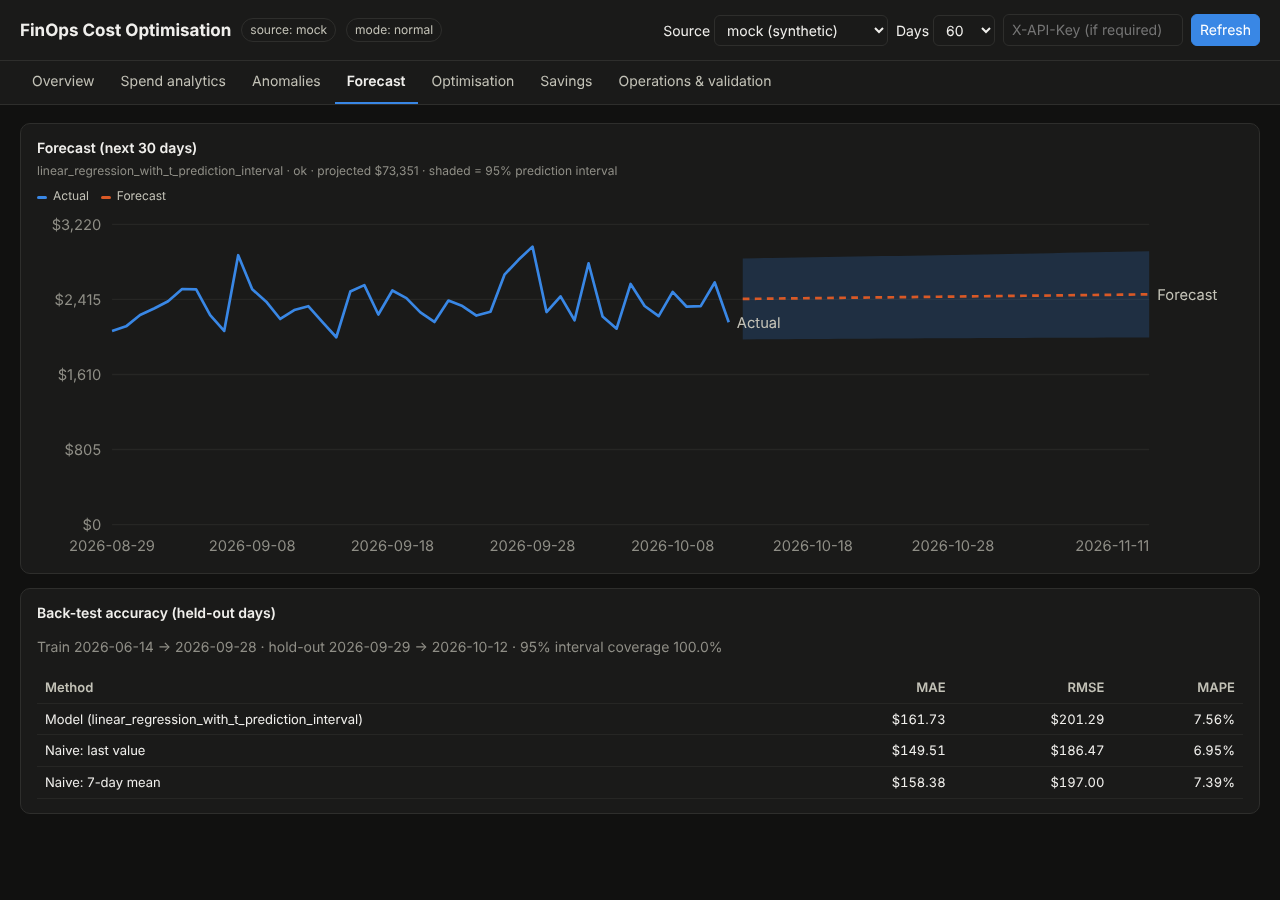 FinOps Cost Optimisation source: mock mode: normal Source mock (synthetic) Days 60 X-API-Key (if required) Refresh
Overview Spend analytics Anomalies Forecast Optimisation Savings Operations & validation
Forecast (next 30 days)
linear_regression_with_t_prediction_interval · ok · projected $73,351 · shaded = 95% prediction interval
Actual Forecast
$3,220
$2,415
Forecast
Actual
$1,610
$805
$0
2026-08-29 2026-09-08 2026-09-18 2026-09-28 2026-10-08 2026-10-18 2026-10-28 2026-11-11
Back-test accuracy (held-out days)
Train 2026-06-14 → 2026-09-28 · hold-out 2026-09-29 → 2026-10-12 · 95% interval coverage 100.0%
Method MAE RMSE MAPE
Model (linear_regression_with_t_prediction_interval) $161.73 $201.29 7.56%
Naive: last value $149.51 $186.47 6.95%
Naive: 7-day mean $158.38 $197.00 7.39%